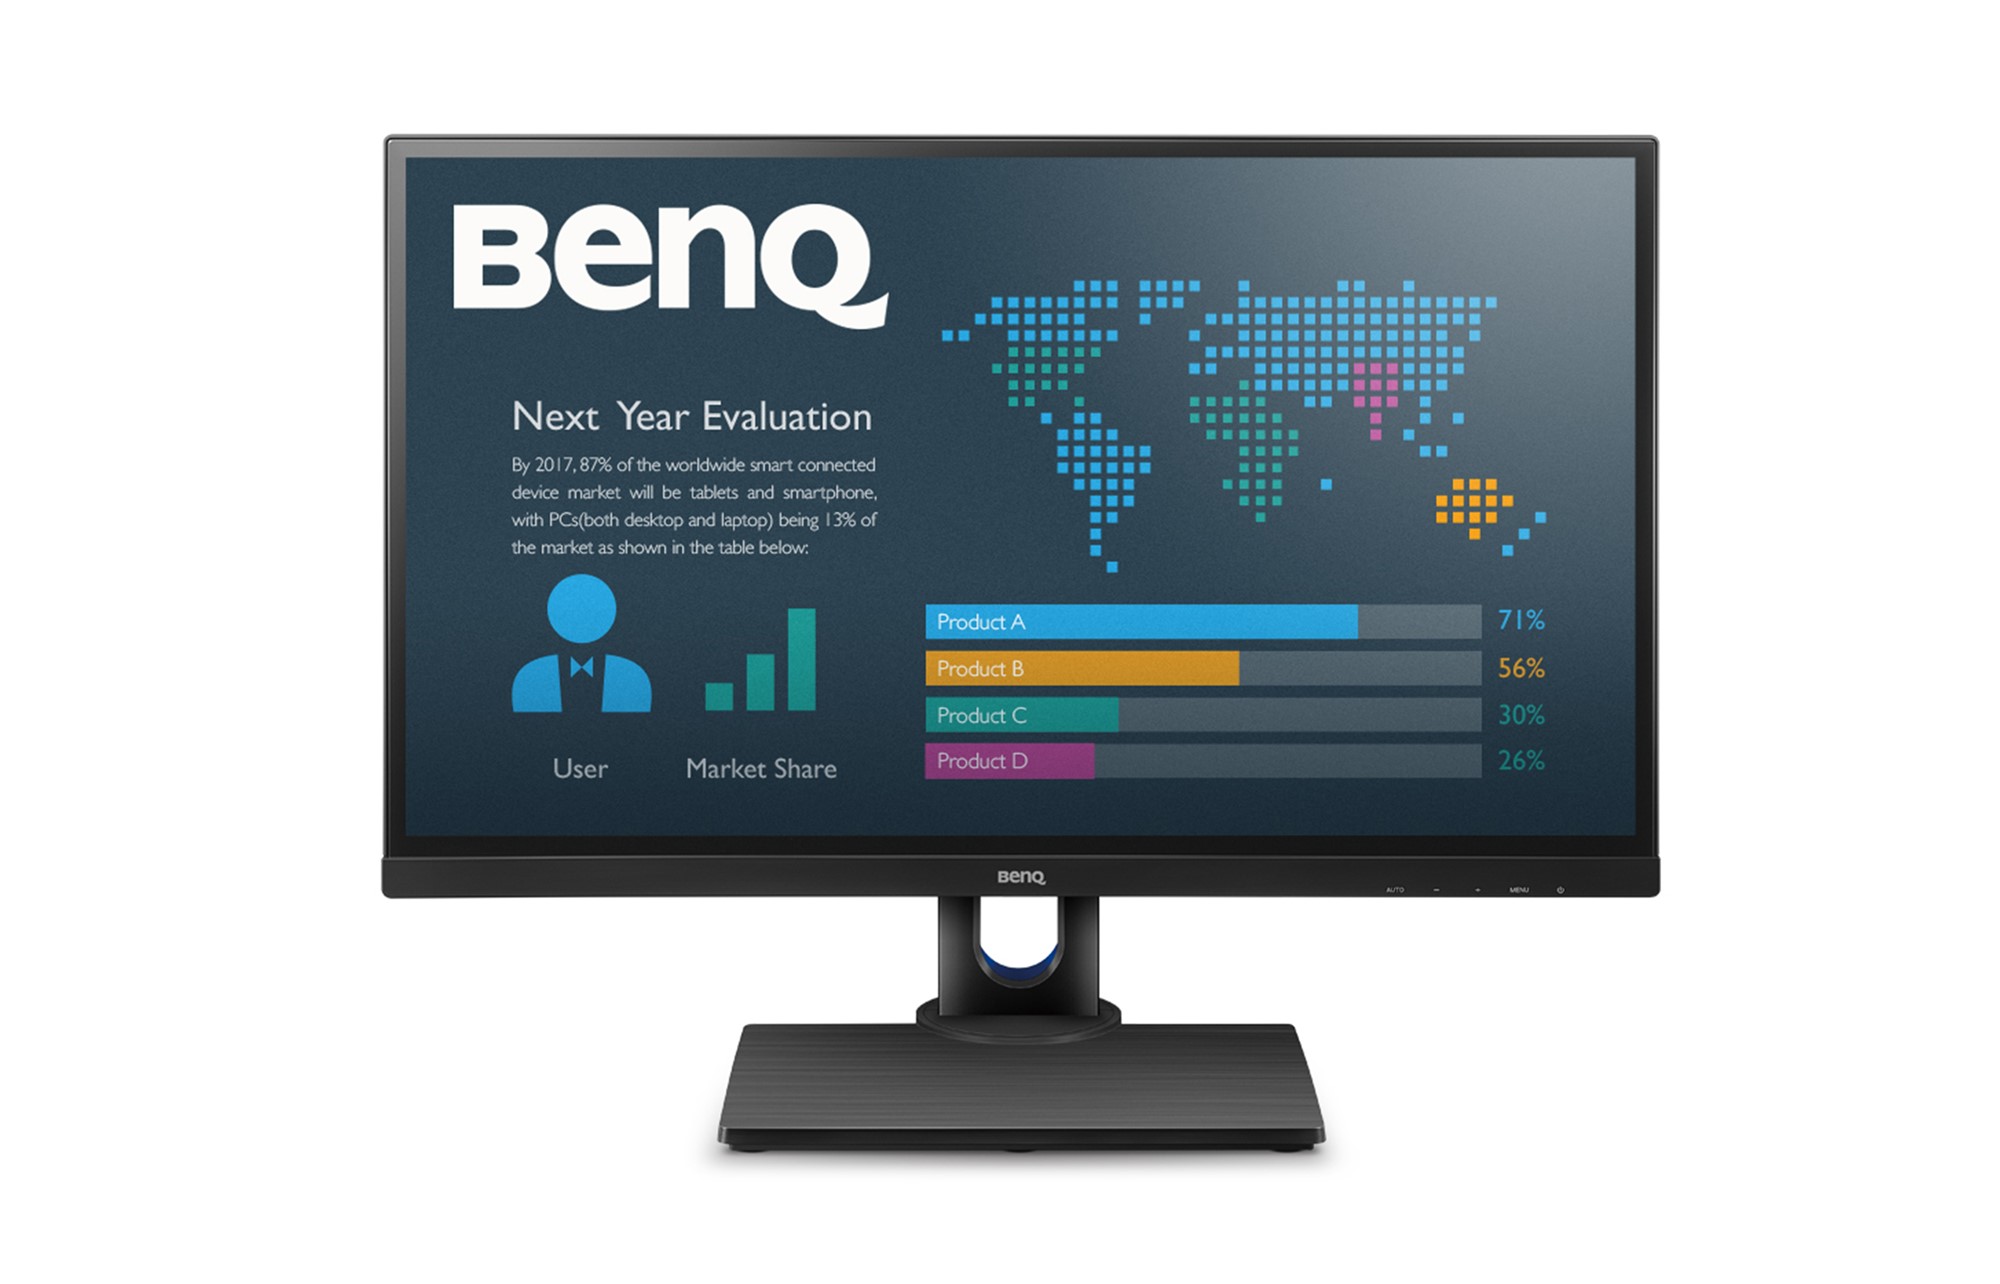 BenQ
Next Year Evaluation
By 2017, 87% of the worldwide smart connected
device market will be tablets and smartphone,
with PCs(both desktop and laptop) being 13% of
the market as shown in the table below:
User
Market Share
Product A 71%
Product B 56%
Product C 30%
Product D 26%
BenQ
AUTO - + MENU